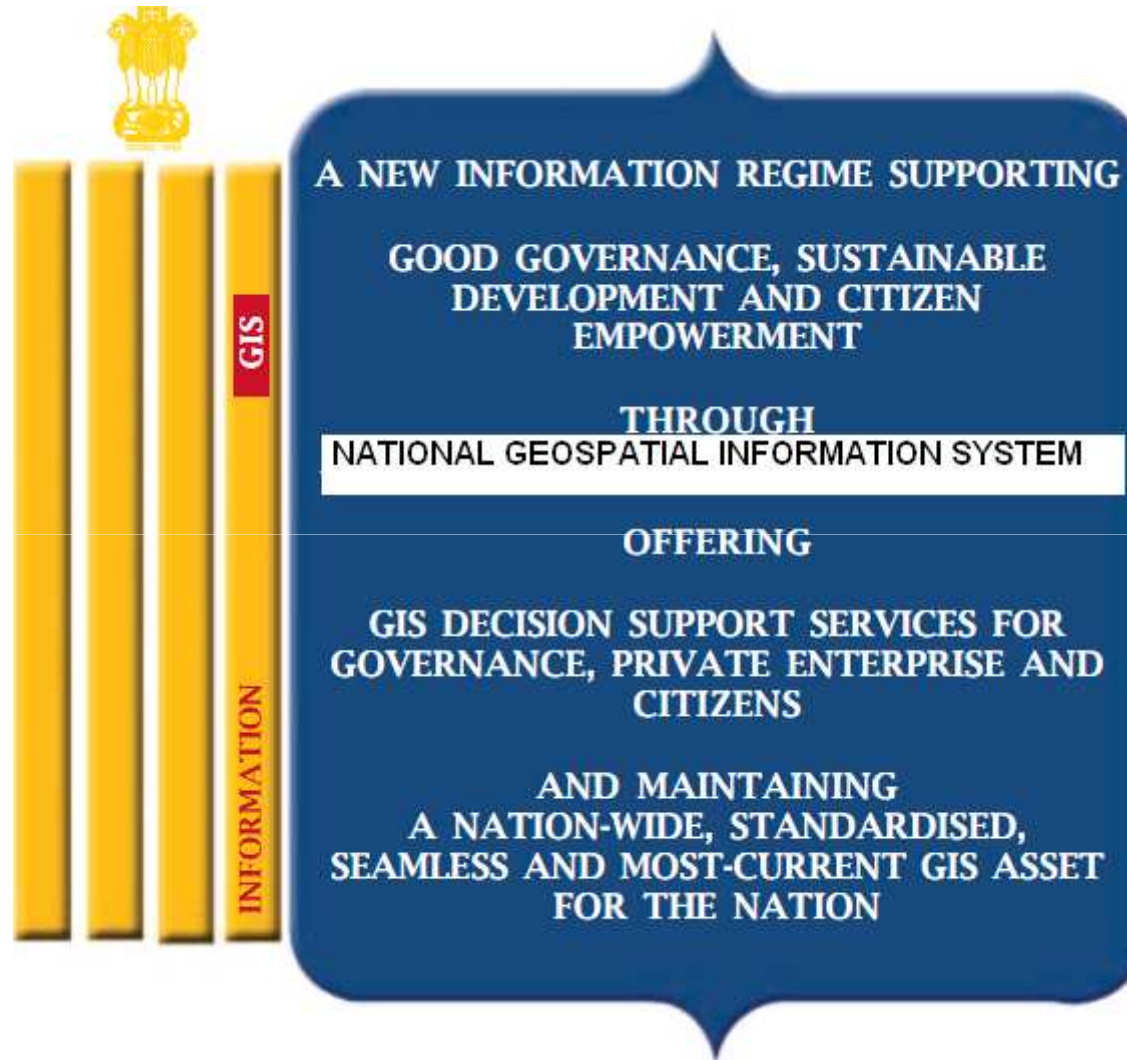 GIS
INFORMATION
A NEW INFORMATION REGIME SUPPORTING
GOOD GOVERNANCE, SUSTAINABLE
DEVELOPMENT AND CITIZEN
EMPOWERMENT
THROUGH
NATIONAL GEOSPATIAL INFORMATION SYSTEM
OFFERING
GIS DECISION SUPPORT SERVICES FOR
GOVERNANCE, PRIVATE ENTERPRISE AND
CITIZENS
AND MAINTAINING
A NATION-WIDE, STANDARDISED,
SEAMLESS AND MOST-CURRENT GIS ASSET
FOR THE NATION